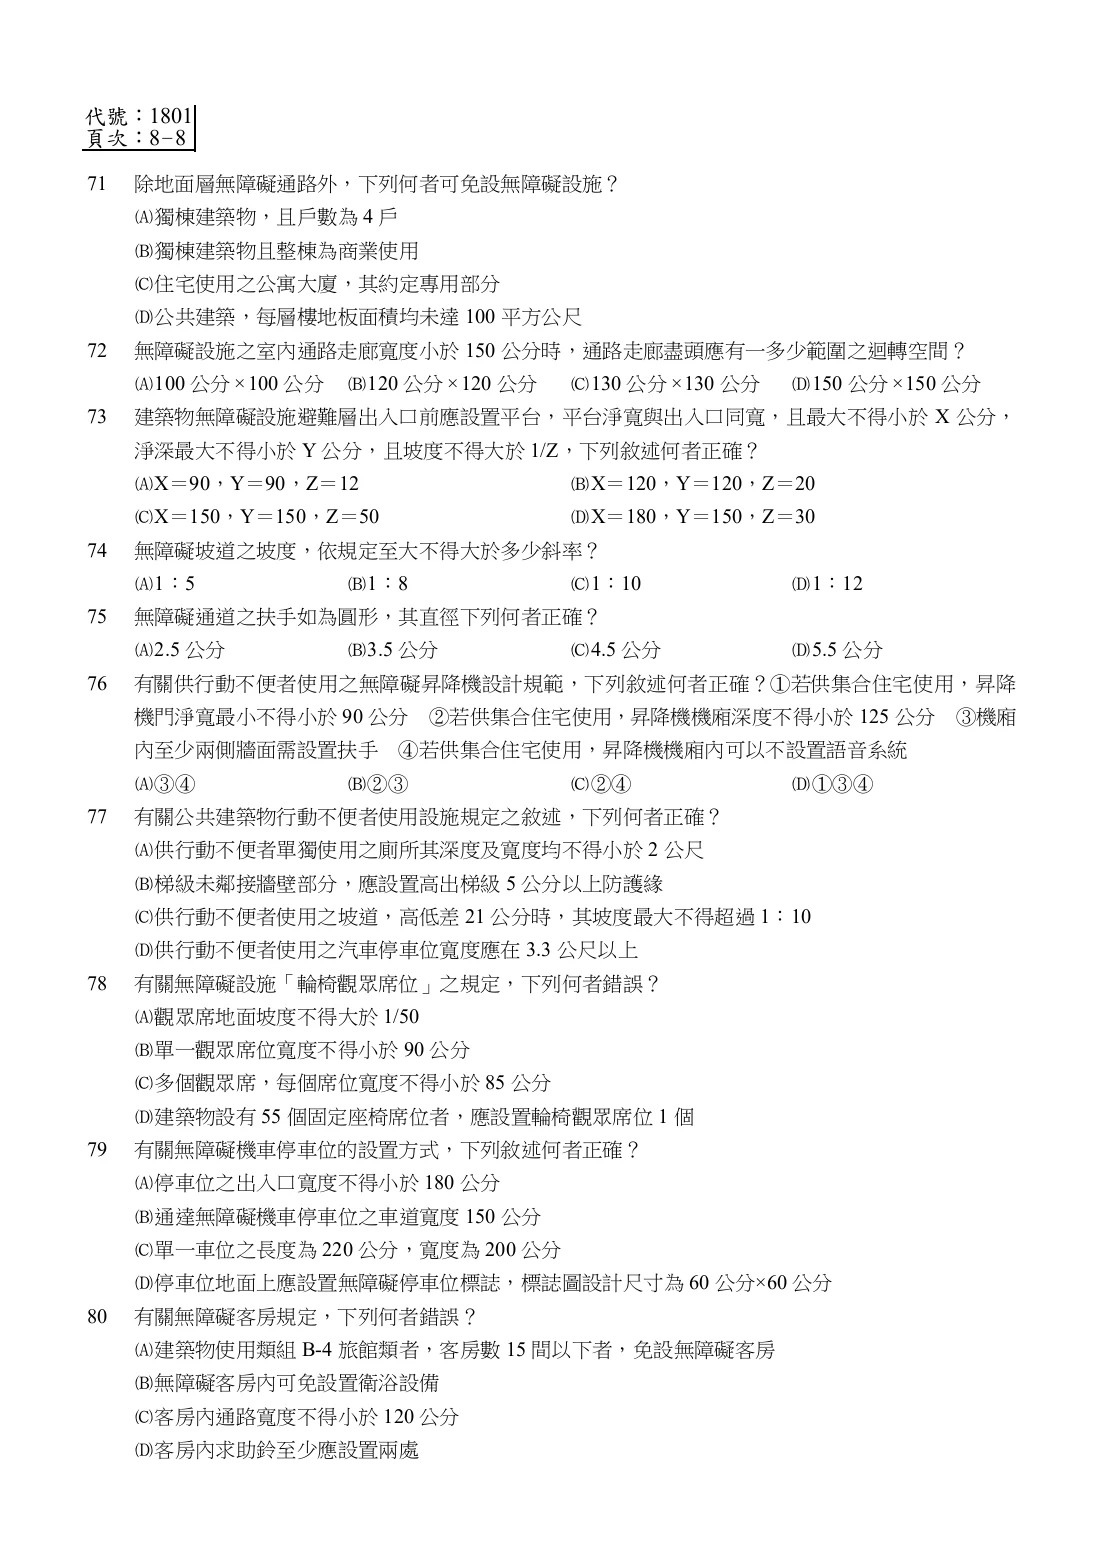 代號：1801
頁次：8－8
71 除地面層無障礙通路外，下列何者可免設無障礙設施？
(A)獨棟建築物，且戶數為 4 戶
(B)獨棟建築物且整棟為商業使用
(C)住宅使用之公寓大廈，其約定專用部分
(D)公共建築，每層樓地板面積均未達 100 平方公尺
72 無障礙設施之室內通路走廊寬度小於 150 公分時，通路走廊盡頭應有一多少範圍之迴轉空間？
(A)100 公分×100 公分 (B)120 公分×120 公分 (C)130 公分×130 公分 (D)150 公分×150 公分
73 建築物無障礙設施避難層出入口前應設置平台，平台淨寬與出入口同寬，且最大不得小於 X 公分，
淨深最大不得小於 Y 公分，且坡度不得大於 1/Z，下列敘述何者正確？
(A)X＝90，Y＝90，Z＝12 (B)X＝120，Y＝120，Z＝20
(C)X＝150，Y＝150，Z＝50 (D)X＝180，Y＝150，Z＝30
74 無障礙坡道之坡度，依規定至大不得大於多少斜率？
(A)1：5 (B)1：8 (C)1：10 (D)1：12
75 無障礙通道之扶手如為圓形，其直徑下列何者正確？
(A)2.5 公分 (B)3.5 公分 (C)4.5 公分 (D)5.5 公分
76 有關供行動不便者使用之無障礙昇降機設計規範，下列敘述何者正確？①若供集合住宅使用，昇降
機門淨寬最小不得小於 90 公分 ②若供集合住宅使用，昇降機機廂深度不得小於 125 公分 ③機廂
內至少兩側牆面需設置扶手 ④若供集合住宅使用，昇降機機廂內可以不設置語音系統
(A)③④ (B)②③ (C)②④ (D)①③④
77 有關公共建築物行動不便者使用設施規定之敘述，下列何者正確？
(A)供行動不便者單獨使用之廁所其深度及寬度均不得小於 2 公尺
(B)梯級未鄰接牆壁部分，應設置高出梯級 5 公分以上防護緣
(C)供行動不便者使用之坡道，高低差 21 公分時，其坡度最大不得超過 1：10
(D)供行動不便者使用之汽車停車位寬度應在 3.3 公尺以上
78 有關無障礙設施「輪椅觀眾席位」之規定，下列何者錯誤？
(A)觀眾席地面坡度不得大於 1/50
(B)單一觀眾席位寬度不得小於 90 公分
(C)多個觀眾席，每個席位寬度不得小於 85 公分
(D)建築物設有 55 個固定座椅席位者，應設置輪椅觀眾席位 1 個
79 有關無障礙機車停車位的設置方式，下列敘述何者正確？
(A)停車位之出入口寬度不得小於 180 公分
(B)通達無障礙機車停車位之車道寬度 150 公分
(C)單一車位之長度為 220 公分，寬度為 200 公分
(D)停車位地面上應設置無障礙停車位標誌，標誌圖設計尺寸為 60 公分×60 公分
80 有關無障礙客房規定，下列何者錯誤？
(A)建築物使用類組 B-4 旅館類者，客房數 15 間以下者，免設無障礙客房
(B)無障礙客房內可免設置衛浴設備
(C)客房內通路寬度不得小於 120 公分
(D)客房內求助鈴至少應設置兩處